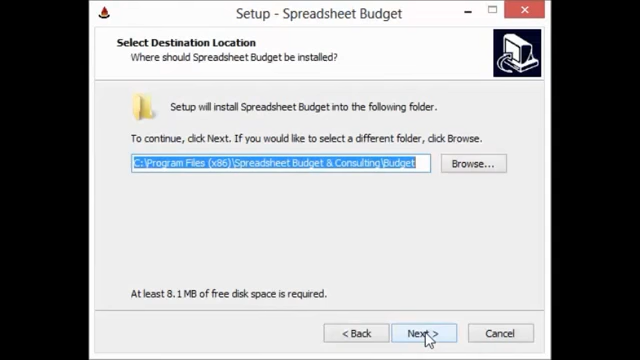 Setup - Spreadsheet Budget
Select Destination Location
Where should Spreadsheet Budget be installed?
Setup will install Spreadsheet Budget into the following folder.
To continue, click Next. If you would like to select a different folder, click Browse.
C:\Program Files (x86)\Spreadsheet Budget & Consulting\Budget
Browse...
At least 8.1 MB of free disk space is required.
< Back
Next >
Cancel